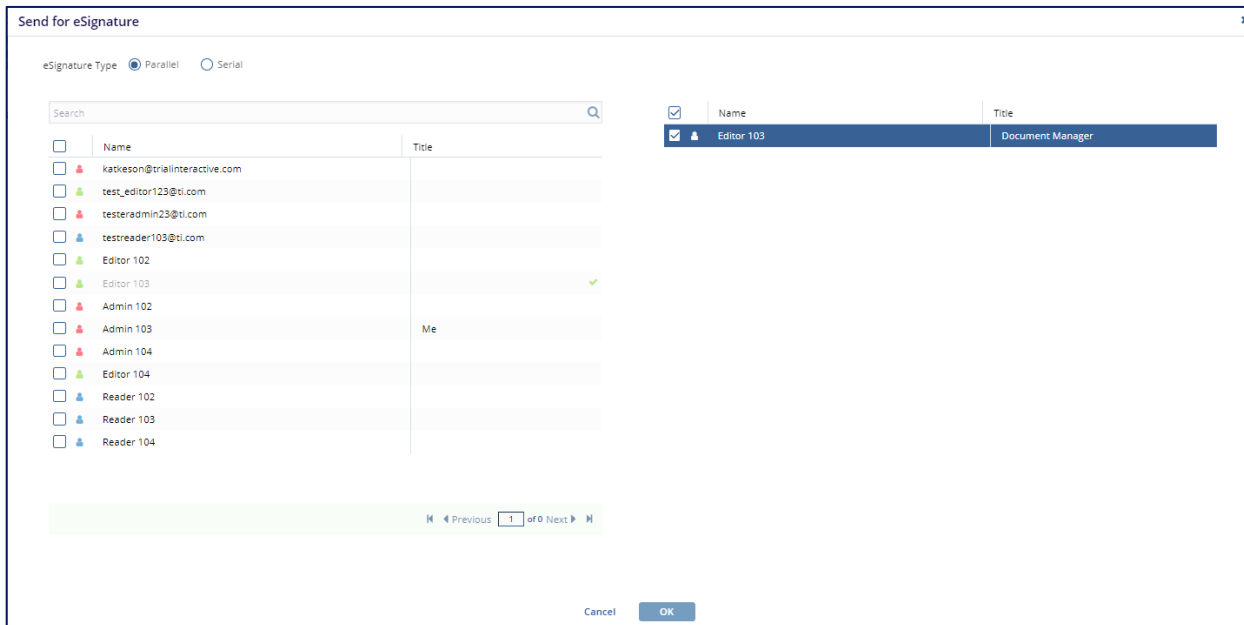 Send for eSignature
eSignature Type Parallel Serial
Search
Name Title
katkeson@trialinteractive.com
test_editor123@ti.com
testeradmin23@ti.com
testreader103@ti.com
Editor 102
Editor 103
Admin 102
Admin 103 Me
Admin 104
Editor 104
Reader 102
Reader 103
Reader 104
Previous 1 of 0 Next
Name Title
Editor 103 Document Manager
Cancel OK